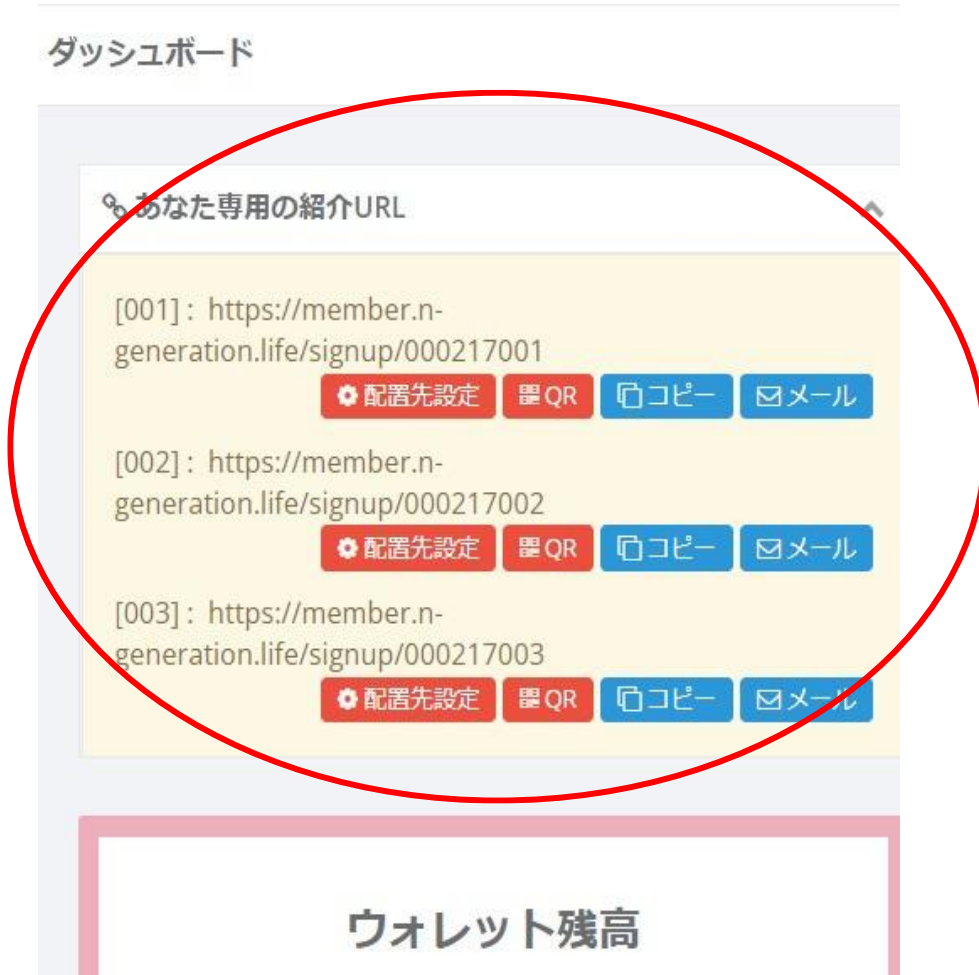 ダッシュボード
あなた専用の紹介URL
[001] : https://member.n-
generation.life/signup/000217001
配置先設定 QR コピー メール
[002] : https://member.n-
generation.life/signup/000217002
配置先設定 QR コピー メール
[003] : https://member.n-
generation.life/signup/000217003
配置先設定 QR コピー メール
ウォレット残高